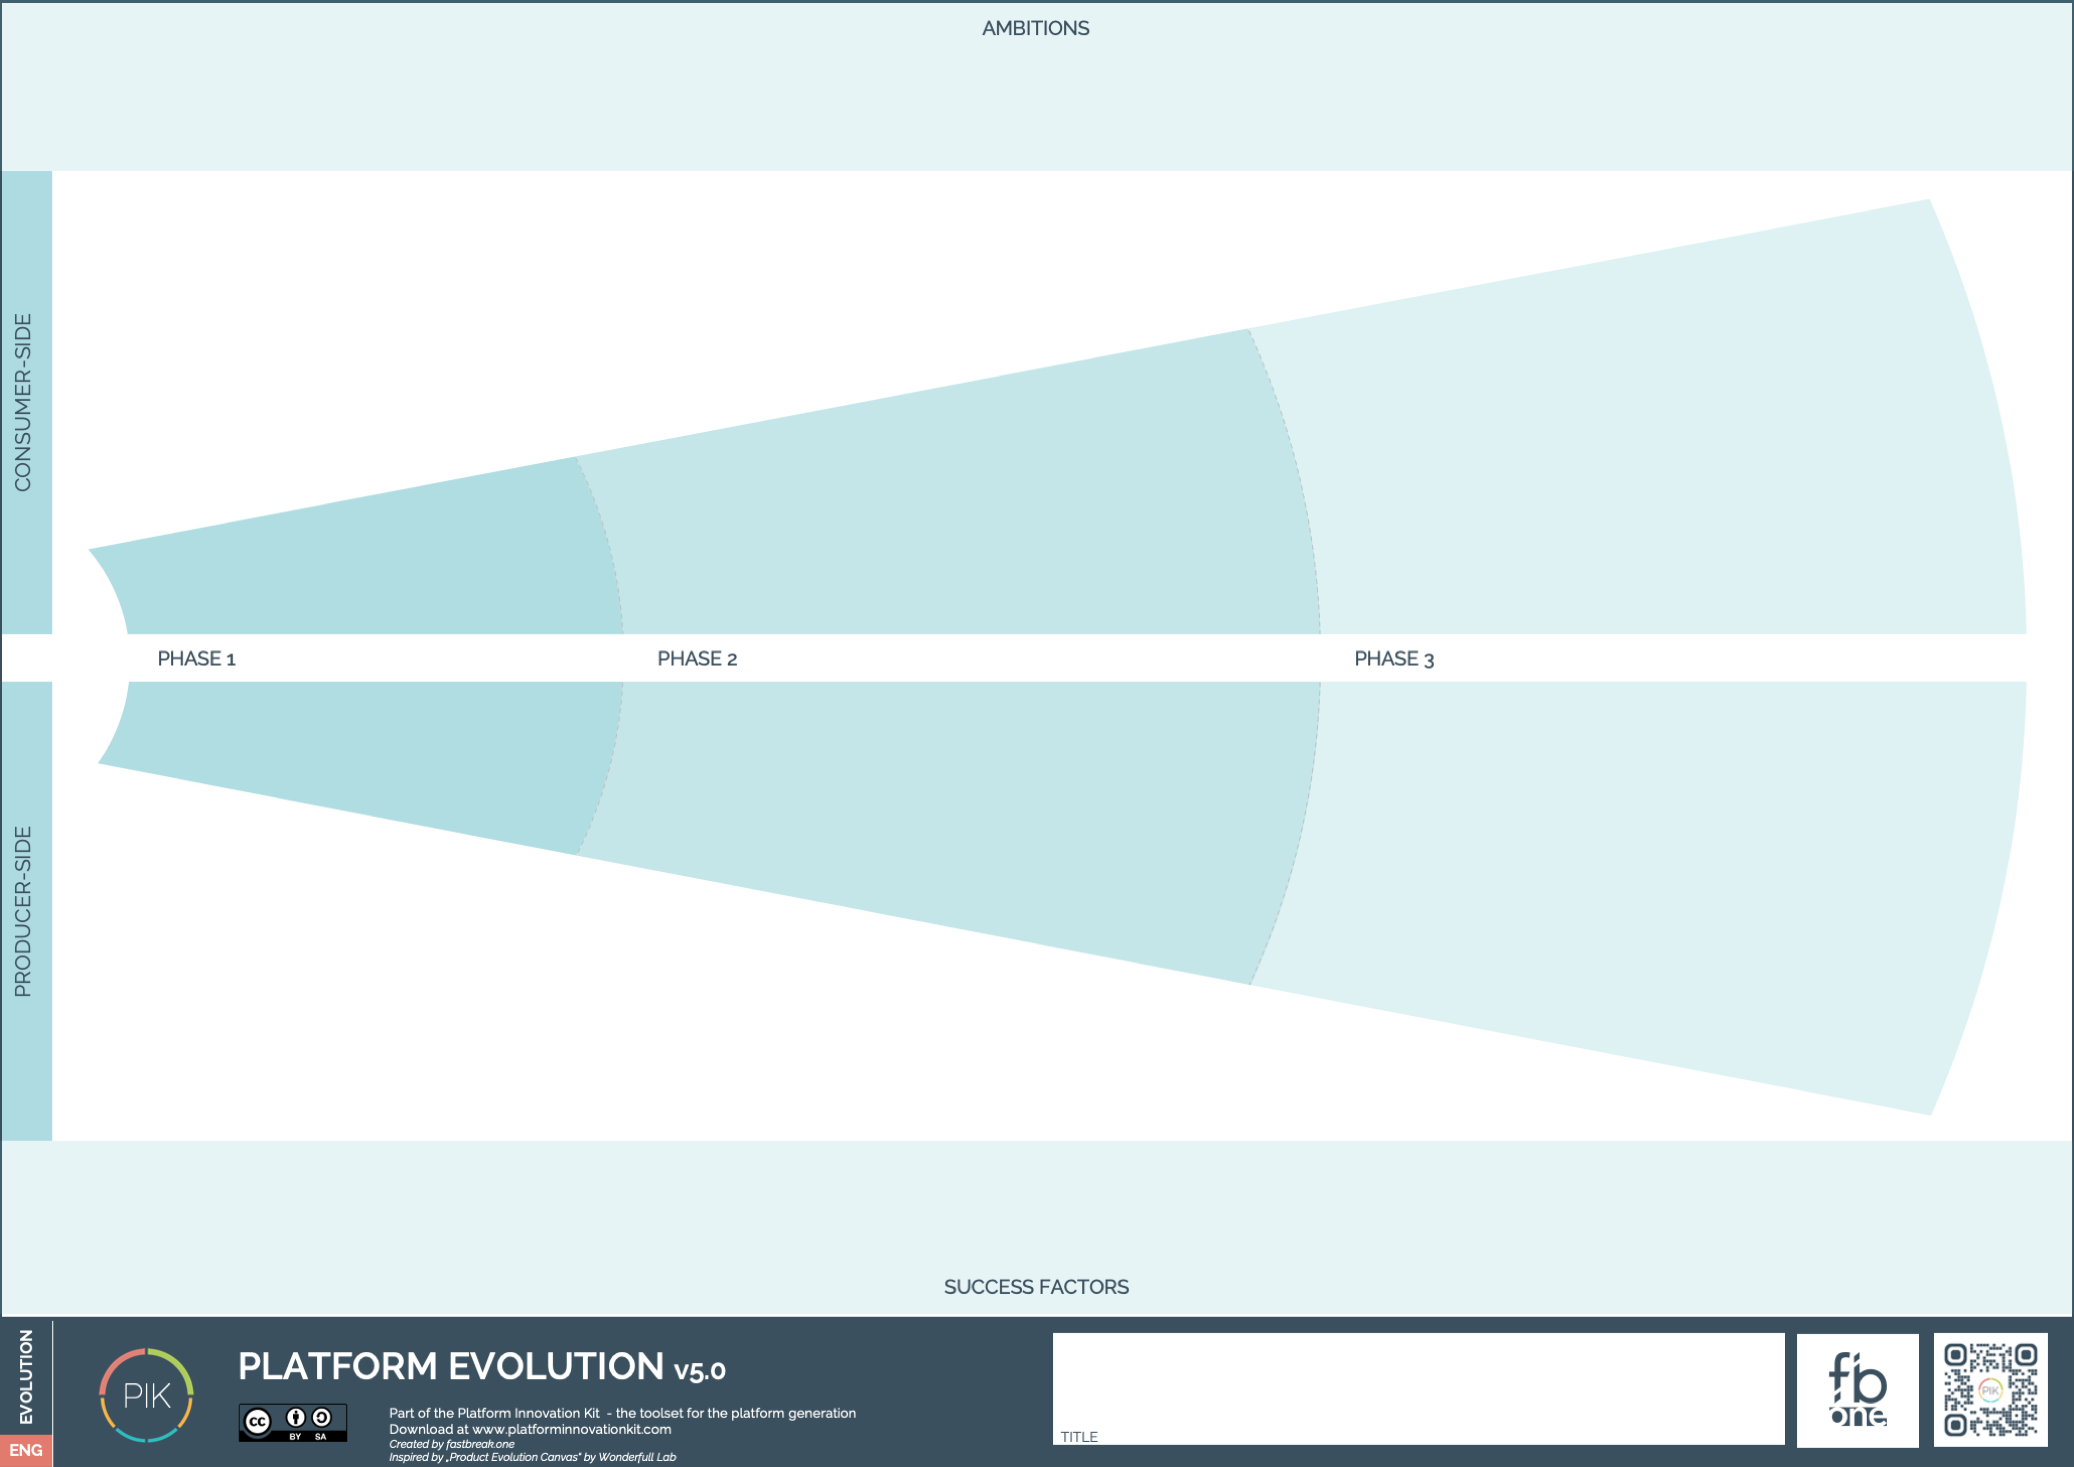 AMBITIONS
CONSUMER-SIDE
PHASE 1
PHASE 2
PHASE 3
PRODUCER-SIDE
SUCCESS FACTORS
EVOLUTION
ENG
PIK
PLATFORM EVOLUTION v5.0
cc
BY SA
Part of the Platform Innovation Kit - the toolset for the platform generation
Download at www.platforminnovationkit.com
Created by fastbreak.one
Inspired by „Product Evolution Canvas" by Wonderfull Lab
TITLE
fb
one
PIK